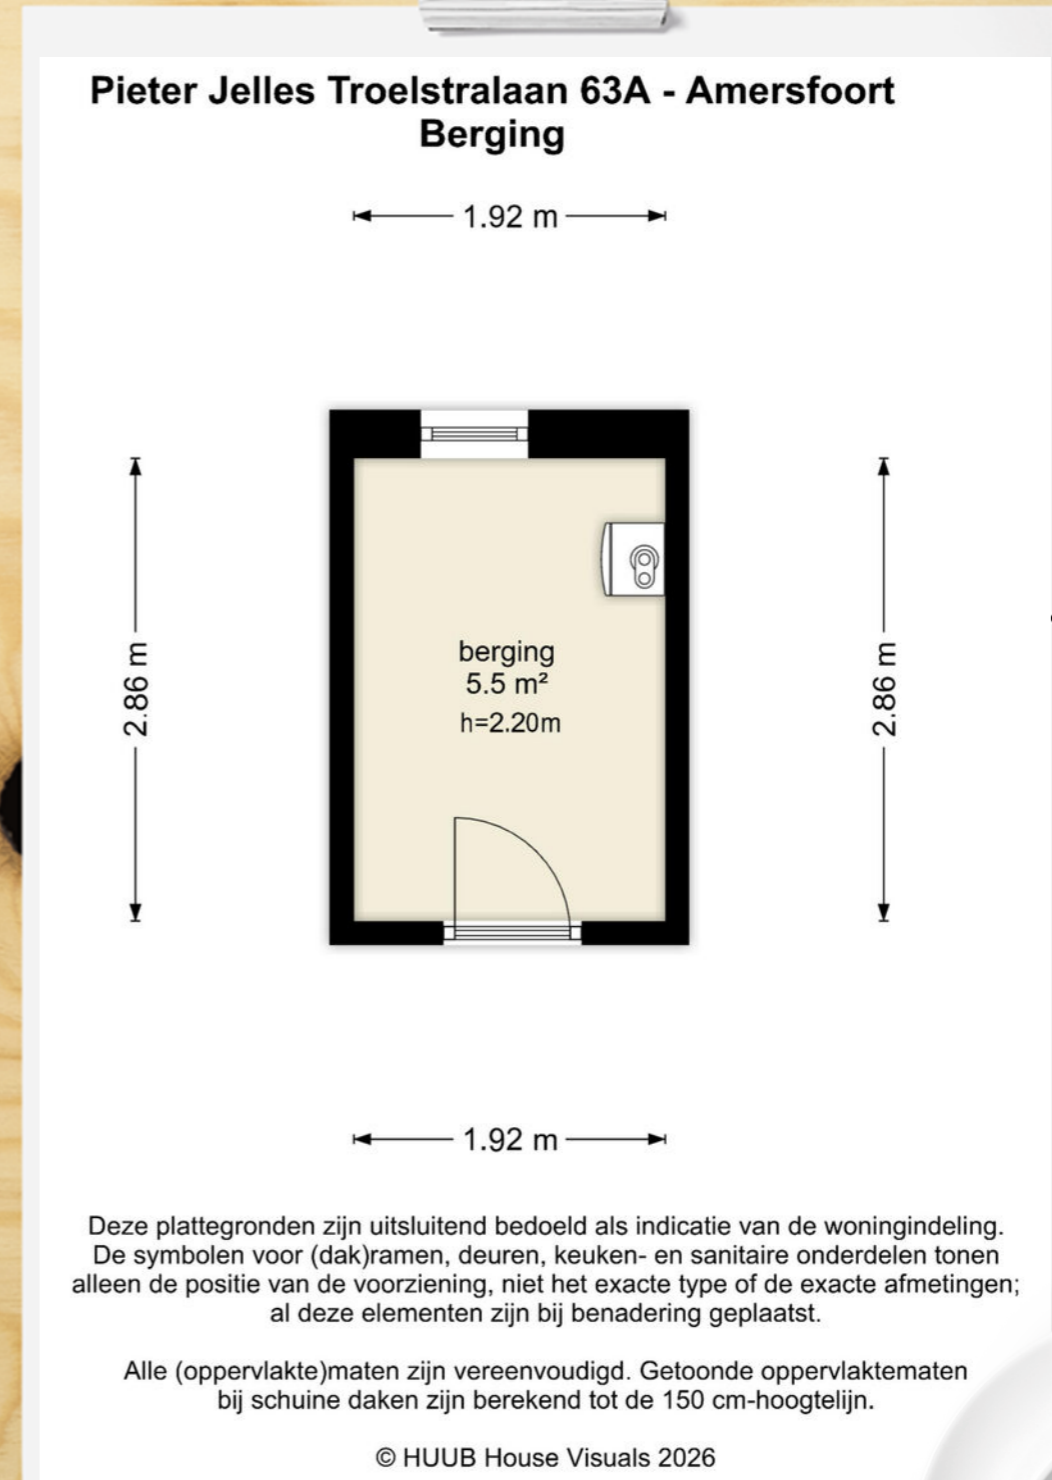 Pieter Jelles Troelstralaan 63A - Amersfoort
Berging
1.92 m
2.86 m
2.86 m
berging
5.5 m²
h=2.20m
1.92 m
Deze plattegronden zijn uitsluitend bedoeld als indicatie van de woningindeling.
De symbolen voor (dak)ramen, deuren, keuken- en sanitaire onderdelen tonen
alleen de positie van de voorziening, niet het exacte type of de exacte afmetingen;
al deze elementen zijn bij benadering geplaatst.
Alle (oppervlakte)maten zijn vereenvoudigd. Getoonde oppervlaktematen
bij schuine daken zijn berekend tot de 150 cm-hoogtelijn.
© HUUB House Visuals 2026